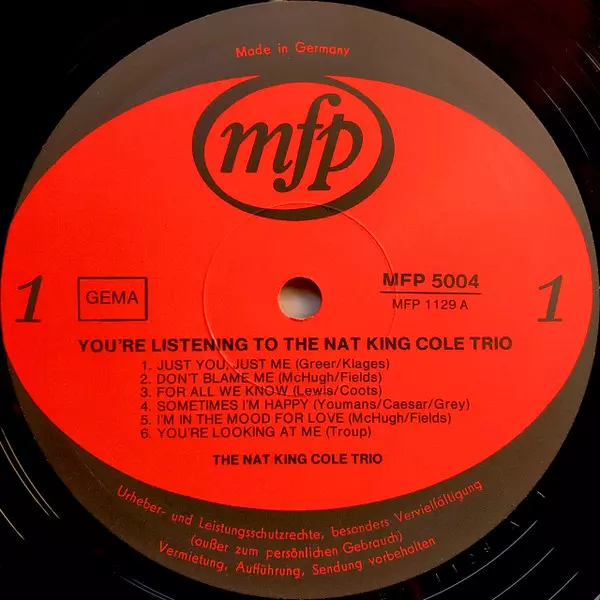 Made in Germany
mfp
1
GEMA
MFP 5004
MFP 1129 A
1
YOU'RE LISTENING TO THE NAT KING COLE TRIO
1. JUST YOU, JUST ME (Greer/Klages)
2. DON'T BLAME ME (McHugh/Fields)
3. FOR ALL WE KNOW (Lewis/Coots)
4. SOMETIMES I'M HAPPY (Youmans/Caesar/Grey)
5. I'M IN THE MOOD FOR LOVE (McHugh/Fields)
6. YOU'RE LOOKING AT ME (Troup)
THE NAT KING COLE TRIO
Urheber- und Leistungsschutzrechte, besonders Vervielfältigung
(außer zum persönlichen Gebrauch)
Vermietung, Aufführung, Sendung vorbehalten